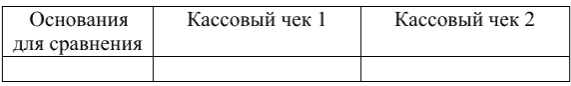 Основания
для сравнения
Кассовый чек 1
Кассовый чек 2